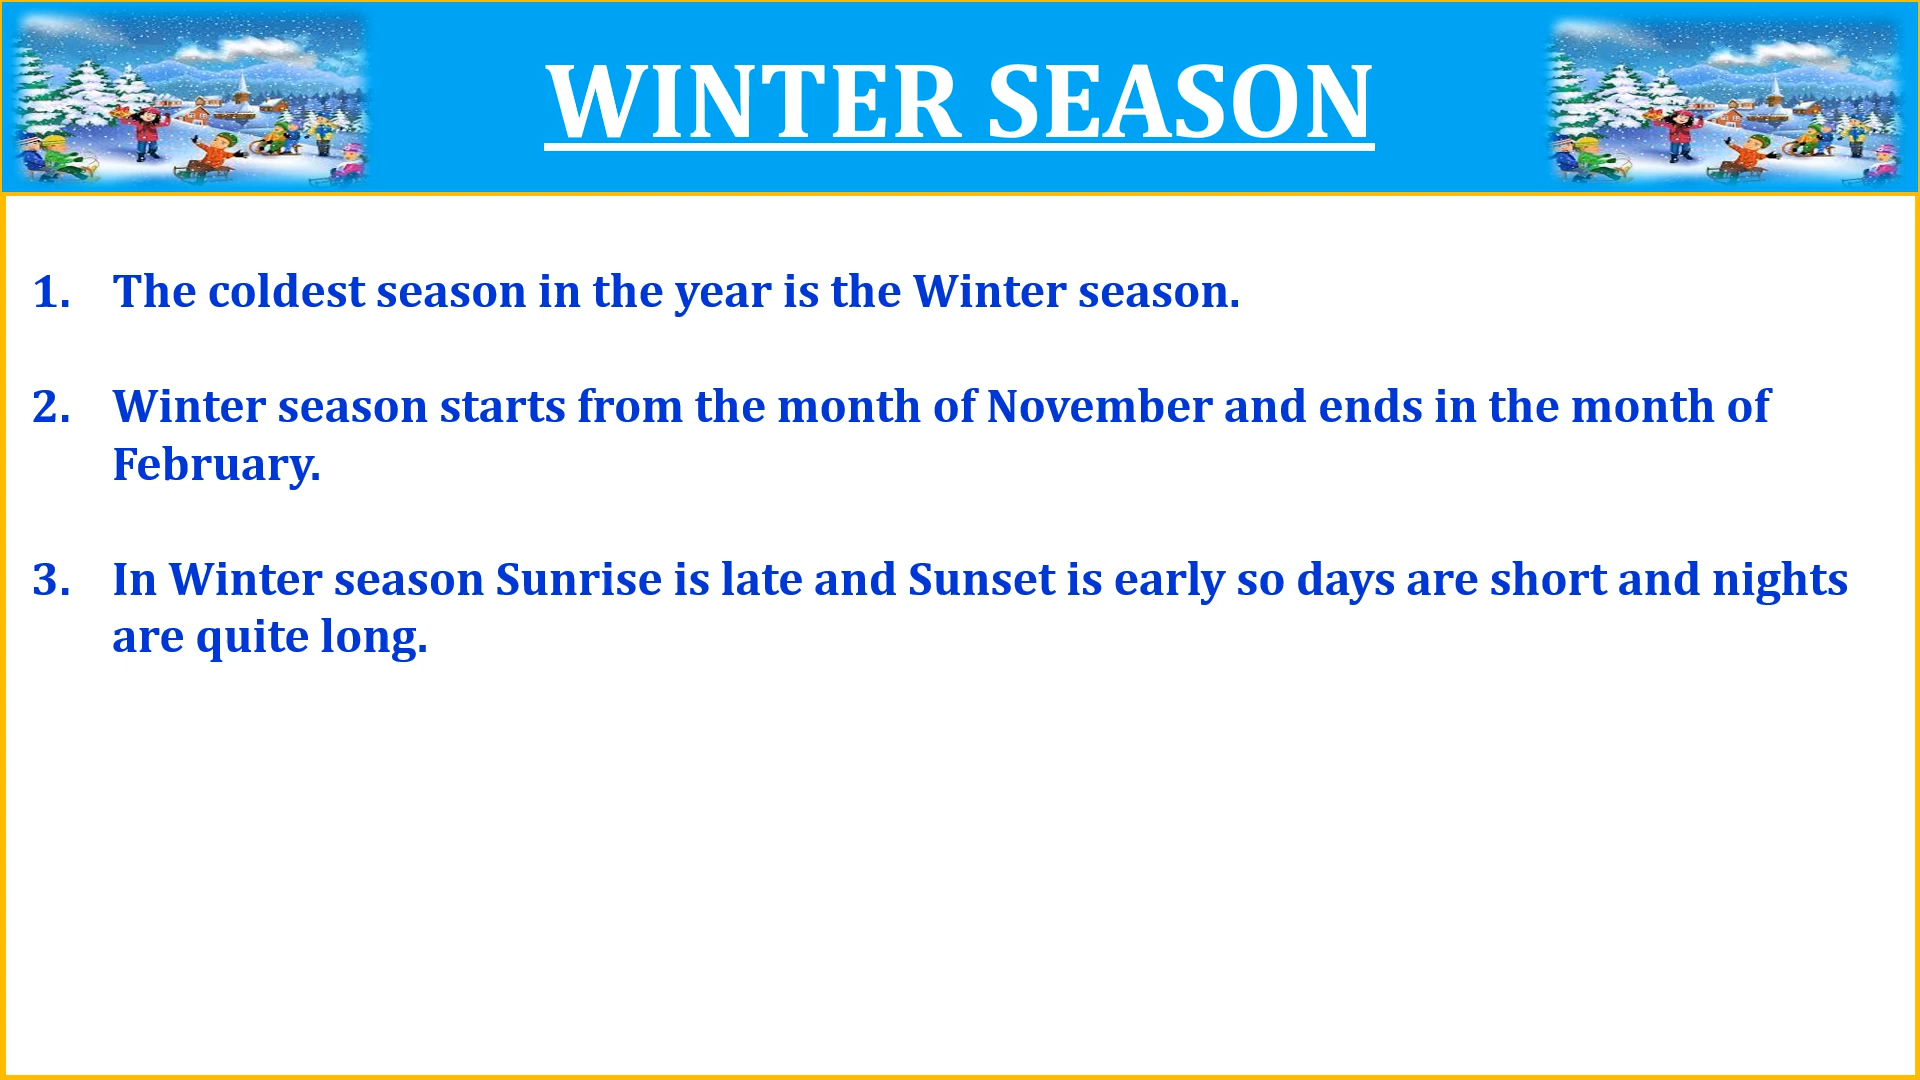 WINTER SEASON
1. The coldest season in the year is the Winter season.
2. Winter season starts from the month of November and ends in the month of
February.
3. In Winter season Sunrise is late and Sunset is early so days are short and nights
are quite long.